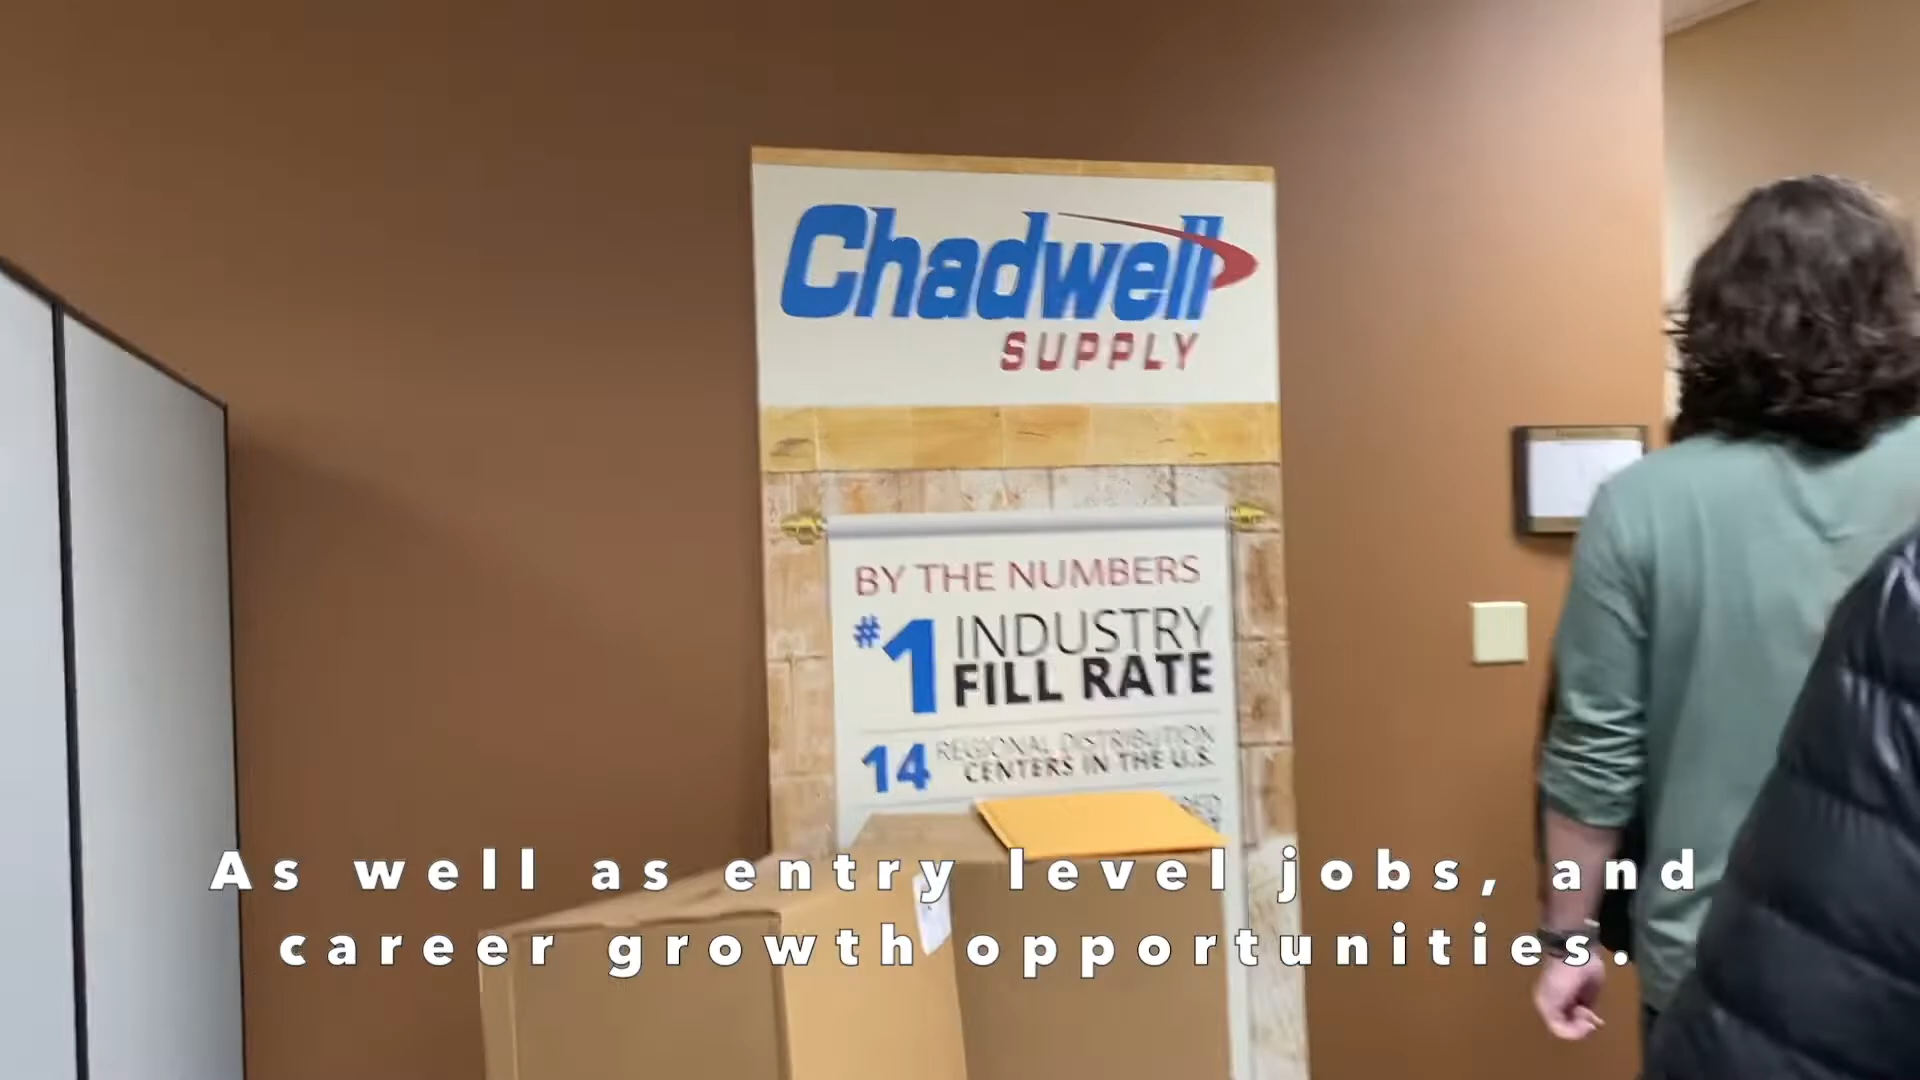 Chadwell
SUPPLY
BY THE NUMBERS
#1 INDUSTRY
FILL RATE
14 REGIONAL DISTRIBUTION
CENTERS IN THE U.S.
As well as entry level jobs, and
career growth opportunities.